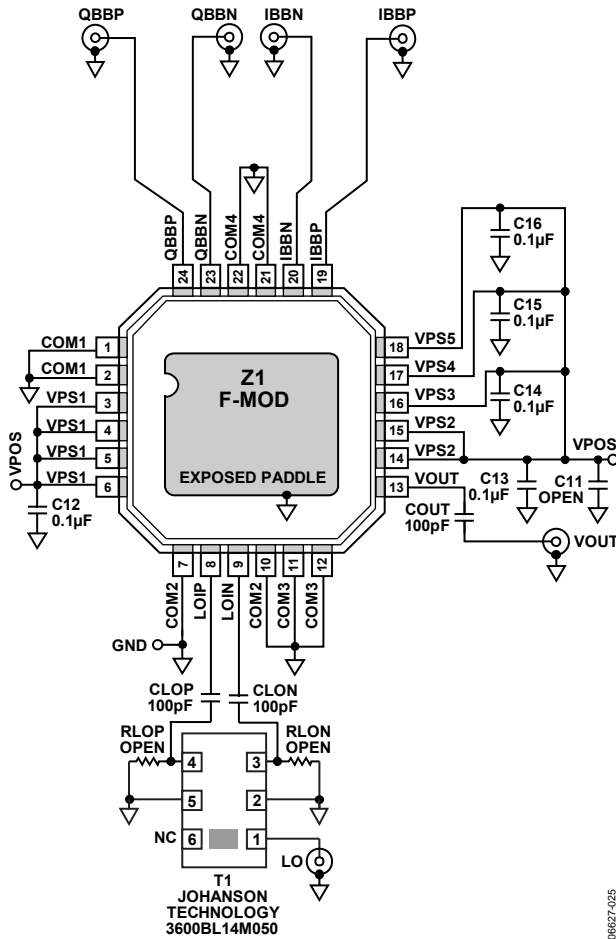 QBBP
QBBN
IBBN
IBBP
QBBP
QBBN
COM4
COM4
IBBN
IBBP
24
23
22
21
20
19
C16
0.1µF
C15
0.1µF
C14
0.1µF
COM1
1
COM1
2
VPS1
3
VPS1
4
VPS1
5
VPS1
6
VPOS
C12
0.1µF
Z1
F-MOD
EXPOSED PADDLE
18
VPS5
17
VPS4
16
VPS3
15
VPS2
14
VPS2
13
VOUT
VPOS
C13
0.1µF
C11
OPEN
COUT
100pF
VOUT
7
8
9
10
11
12
COM2
LOIP
LOIN
COM2
COM3
COM3
GND
CLOP
100pF
CLON
100pF
RLOP
OPEN
RLON
OPEN
4
3
5
2
NC
6
1
LO
T1
JOHANSON
TECHNOLOGY
3600BL14M050
06627-025